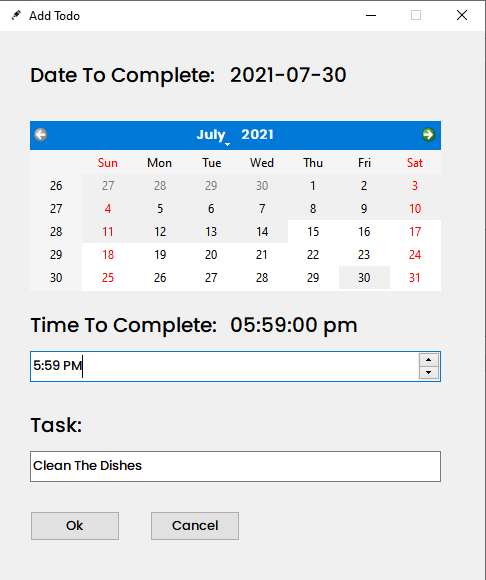 Add Todo
Date To Complete: 2021-07-30
July 2021
Sun Mon Tue Wed Thu Fri Sat
26 27 28 29 30 1 2 3
27 4 5 6 7 8 9 10
28 11 12 13 14 15 16 17
29 18 19 20 21 22 23 24
30 25 26 27 28 29 30 31
Time To Complete: 05:59:00 pm
5:59 PM
Task:
Clean The Dishes
Ok Cancel